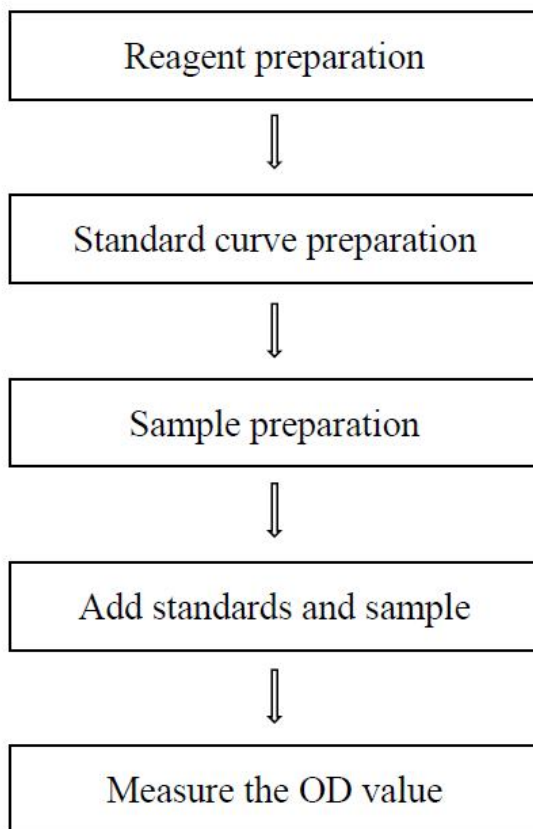 Reagent preparation
Standard curve preparation
Sample preparation
Add standards and sample
Measure the OD value